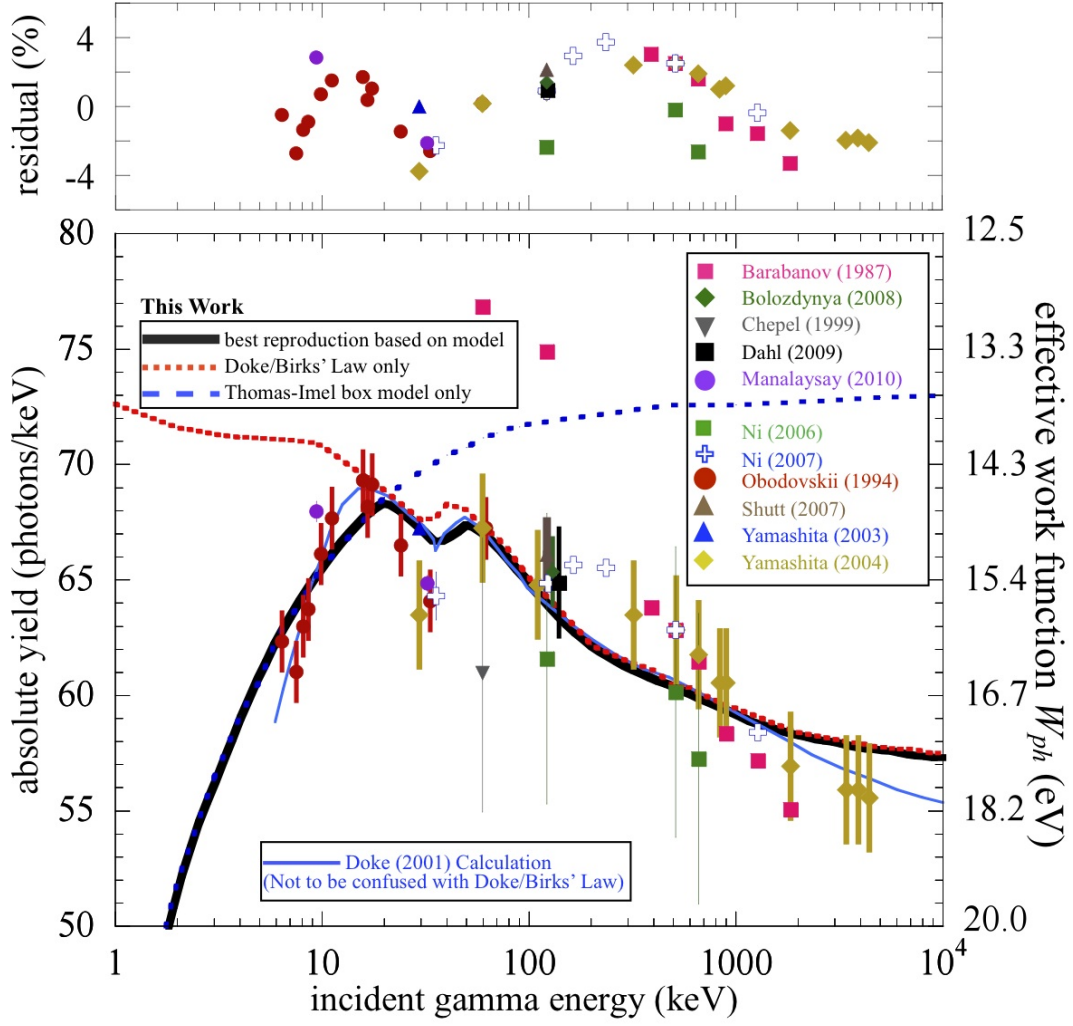 residual (%)
4
0
-4
absolute yield (photons/keV)
80
75
70
65
60
55
50
12.5
13.3
14.3
15.4
16.7
18.2
20.0
effective work function W_ph (eV)
This Work
best reproduction based on model
Doke/Birks' Law only
Thomas-Imel box model only
Barabanov (1987)
Bolozdynya (2008)
Chepel (1999)
Dahl (2009)
Manalaysay (2010)
Ni (2006)
Ni (2007)
Obodovskii (1994)
Shutt (2007)
Yamashita (2003)
Yamashita (2004)
Doke (2001) Calculation
(Not to be confused with Doke/Birks' Law)
1
10
100
1000
10^4
incident gamma energy (keV)